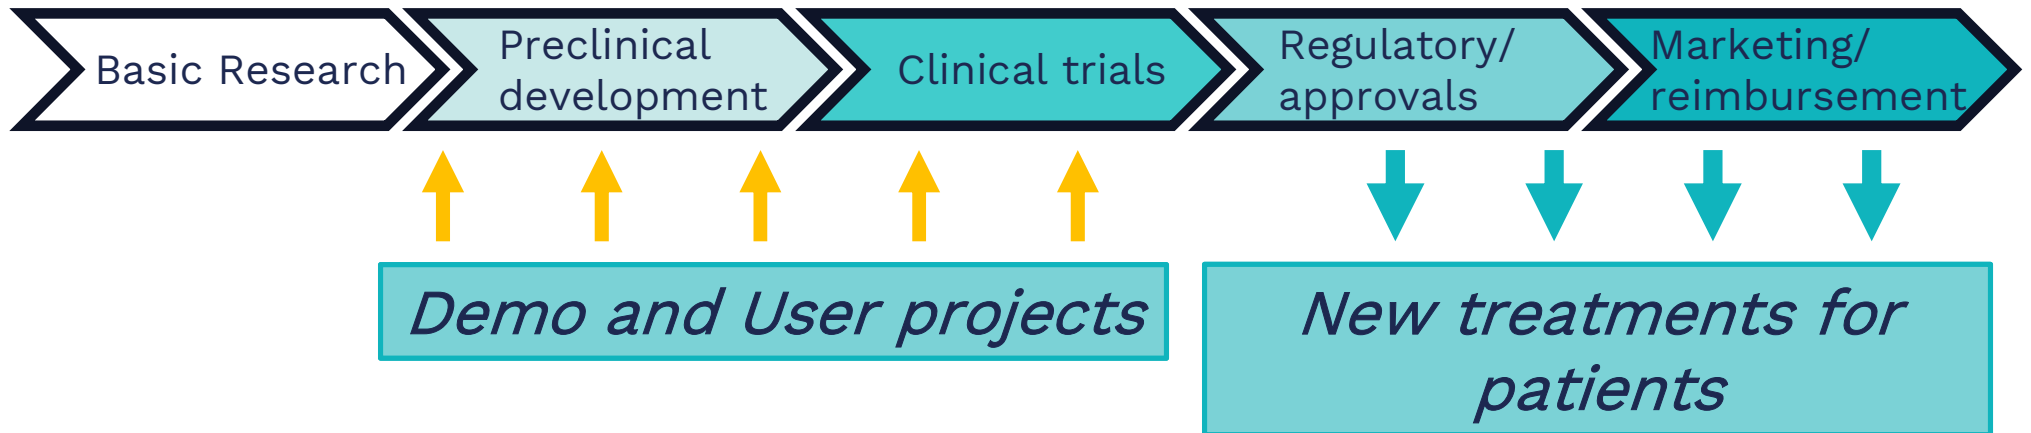 Basic Research
Preclinical
development
Clinical trials
Regulatory/
approvals
Marketing/
reimbursement
Demo and User projects
New treatments for
patients